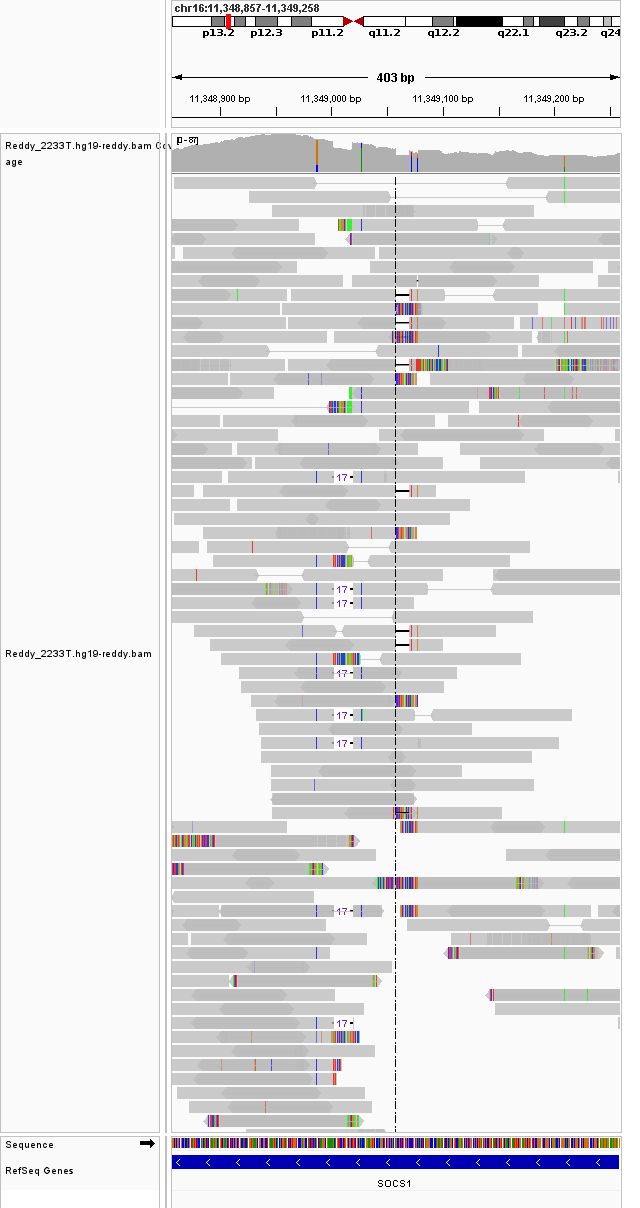 chr16:11,348,857-11,349,258
p13.2 p12.3 p11.2 q11.2 q12.2 q22.1 q23.2 q24
403 bp
11,348,900 bp 11,349,000 bp 11,349,100 bp 11,349,200 bp
[0 - 87]
Reddy_2233T.hg19-reddy.bam Cov
age
17
17
17
Reddy_2233T.hg19-reddy.bam
17
17
17
17
17
Sequence
RefSeq Genes
SOCS1